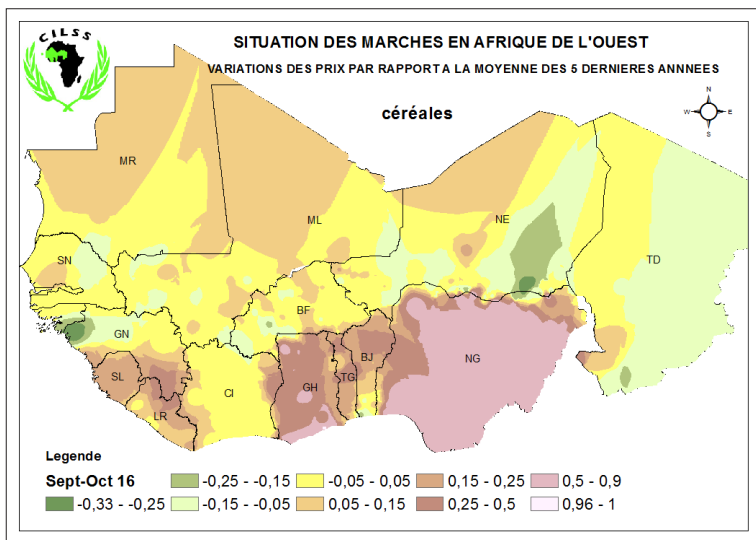 CILSS
SITUATION DES MARCHES EN AFRIQUE DE L'OUEST
VARIATIONS DES PRIX PAR RAPPORT A LA MOYENNE DES 5 DERNIERES ANNNEES
céréales
N
W E
S
MR
ML
NE
TD
SN
BF
GN
BJ
NG
SL
CI
GH
TG
LR
Legende
Sept-Oct 16
-0,25 - -0,15
-0,05 - 0,05
0,15 - 0,25
0,5 - 0,9
-0,33 - -0,25
-0,15 - -0,05
0,05 - 0,15
0,25 - 0,5
0,96 - 1